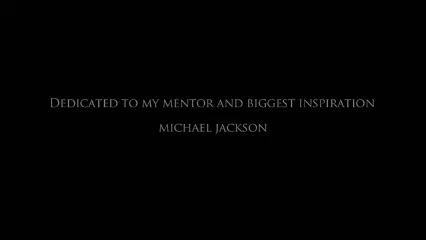 Dedicated to my mentor and biggest inspiration
michael jackson